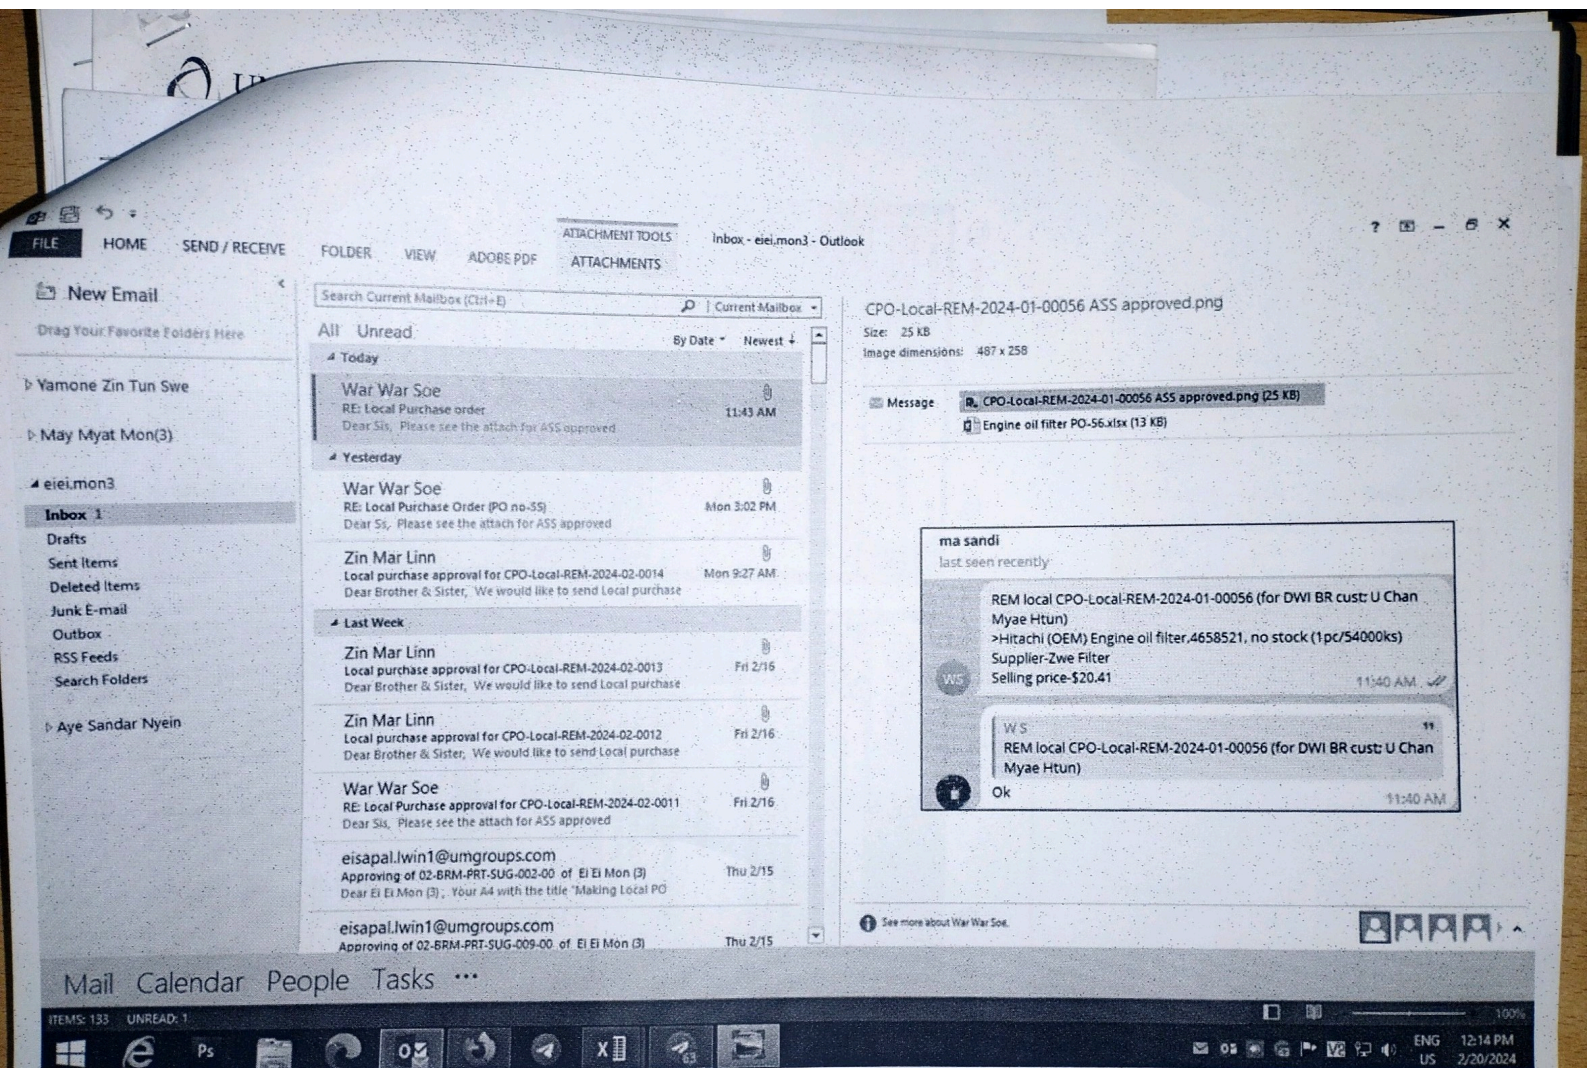 FILE
HOME
SEND / RECEIVE
FOLDER
VIEW
ADOBE PDF
ATTACHMENT TOOLS
ATTACHMENTS
Inbox - eiei.mon3 - Outlook
New Email
Drag Your Favorite Folders Here
Yamone Zin Tun Swe
May Myat Mon(3)
eiei.mon3
Inbox 1
Drafts
Sent Items
Deleted Items
Junk E-mail
Outbox
RSS Feeds
Search Folders
Aye Sandar Nyein
Search Current Mailbox (Ctrl+E)
Current Mailbox
All Unread
By Date Newest
Today
War War Soe
RE: Local Purchase order 11:43 AM
Dear Sis, Please see the attach for ASS approved
Yesterday
War War Soe
RE: Local Purchase Order (PO no-55) Mon 3:02 PM
Dear Ss, Please see the attach for ASS approved
Zin Mar Linn
Local purchase approval for CPO-Local-REM-2024-02-0014 Mon 9:27 AM
Dear Brother & Sister, We would like to send Local purchase
Last Week
Zin Mar Linn
Local purchase approval for CPO-Local-REM-2024-02-0013 Fri 2/16
Dear Brother & Sister, We would like to send Local purchase
Zin Mar Linn
Local purchase approval for CPO-Local-REM-2024-02-0012 Fri 2/16
Dear Brother & Sister, We would like to send Local purchase
War War Soe
RE: Local Purchase approval for CPO-Local-REM-2024-02-0011 Fri 2/16
Dear Sis, Please see the attach for ASS approved
eisapal.lwin1@umgroups.com
Approving of 02-BRM-PRT-SUG-002-00 of Ei Ei Mon (3) Thu 2/15
Dear Ei Ei Mon (3) , Your A4 with the title "Making Local PO
eisapal.lwin1@umgroups.com
Approving of 02-BRM-PRT-SUG-009-00 of Ei Ei Mon (3) Thu 2/15
CPO-Local-REM-2024-01-00056 ASS approved.png
Size: 25 KB
Image dimensions: 487 x 258
Message
CPO-Local-REM-2024-01-00056 ASS approved.png (25 KB)
Engine oil filter PO-56.xlsx (13 KB)
ma sandi
last seen recently
REM local CPO-Local-REM-2024-01-00056 (for DWI BR cust: U Chan
Myae Htun)
>Hitachi (OEM) Engine oil filter,4658521, no stock (1pc/54000ks)
Supplier-Zwe Filter
Selling price-$20.41
WS
11:40 AM
W S
REM local CPO-Local-REM-2024-01-00056 (for DWI BR cust: U Chan
Myae Htun)
Ok
11:40 AM
See more about War War Soe.
Mail Calendar People Tasks ...
ITEMS: 133 UNREAD: 1
100%
Ps
63
ENG
US
12:14 PM
2/20/2024